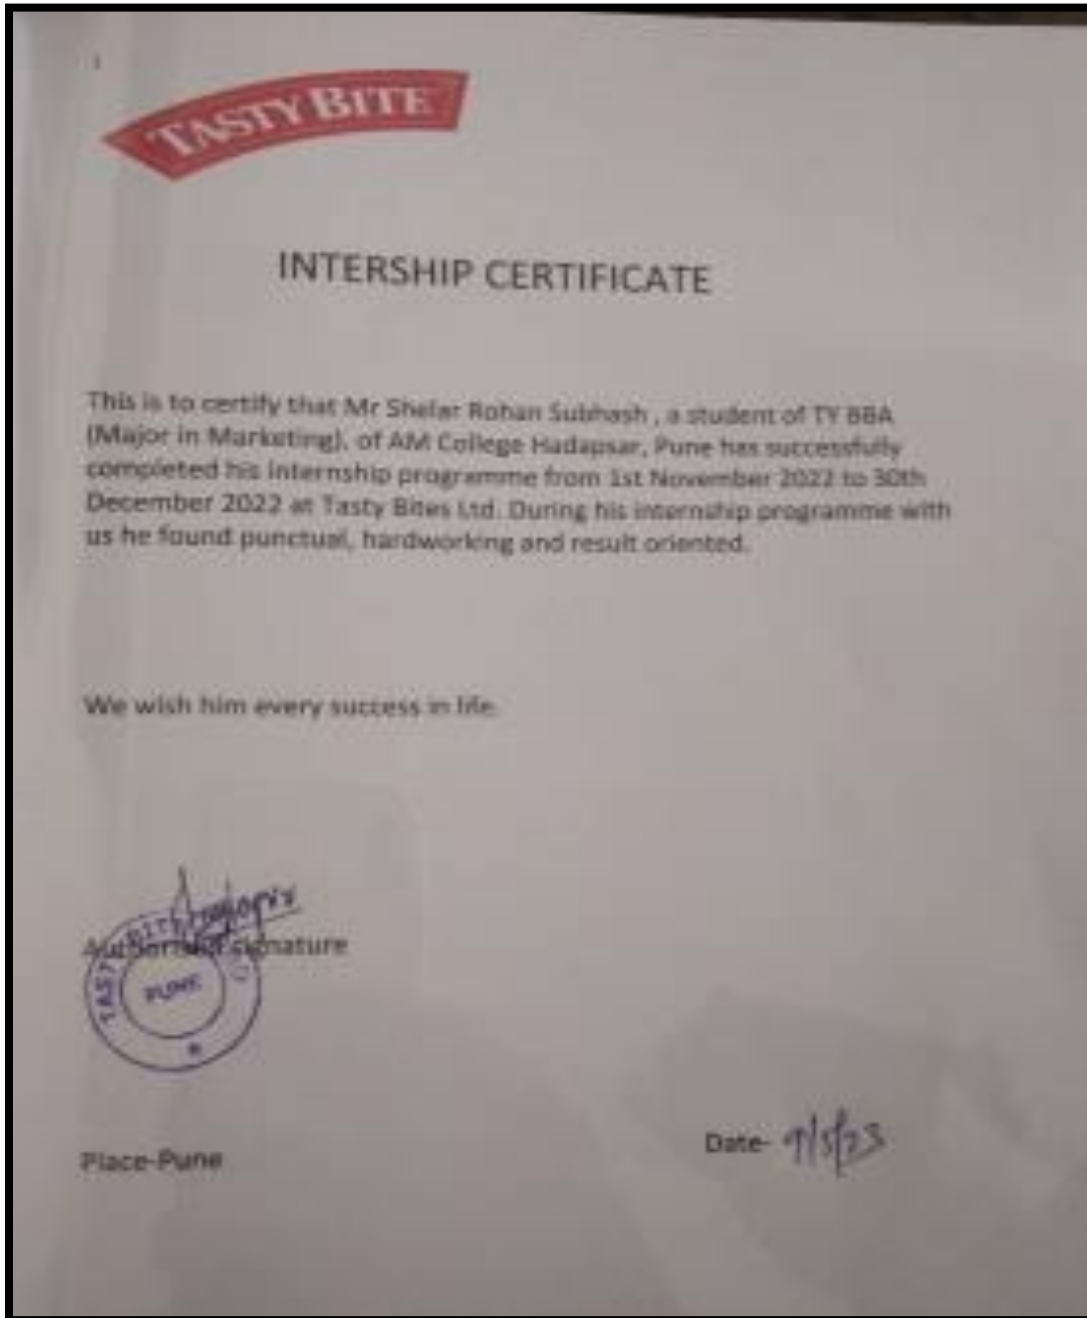 TASTY BITE
INTERSHIP CERTIFICATE
This is to certify that Mr Shelar Rohan Subhash , a student of TY BBA
(Major in Marketing), of AM College Hadapsar, Pune has successfully
completed his internship programme from 1st November 2022 to 30th
December 2022 at Tasty Bites Ltd. During his internship programme with
us he found punctual, hardworking and result oriented.
We wish him every success in life.
Authorised signature
TASTY BITE
PUNE
Place-Pune
Date- 9/5/23